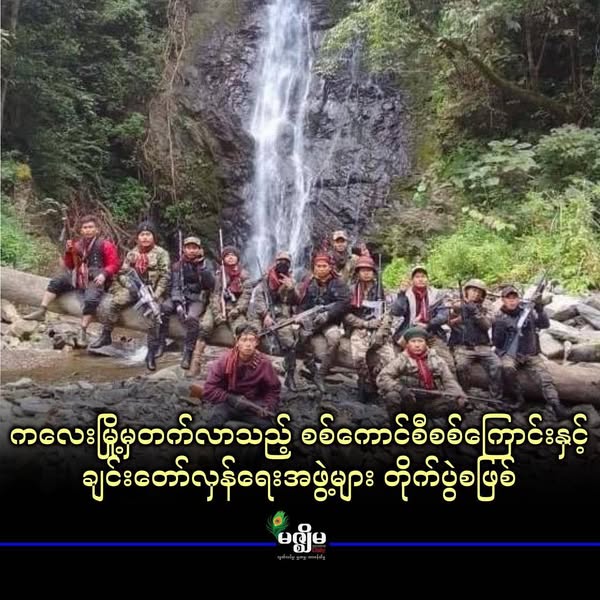 ကလေးမြို့မှတက်လာသည့် စစ်ကောင်စီစစ်ကြောင်းနှင့်
ချင်းတော်လှန်ရေးအဖွဲ့များ တိုက်ပွဲစဖြစ်
မဇ္ဈိမ